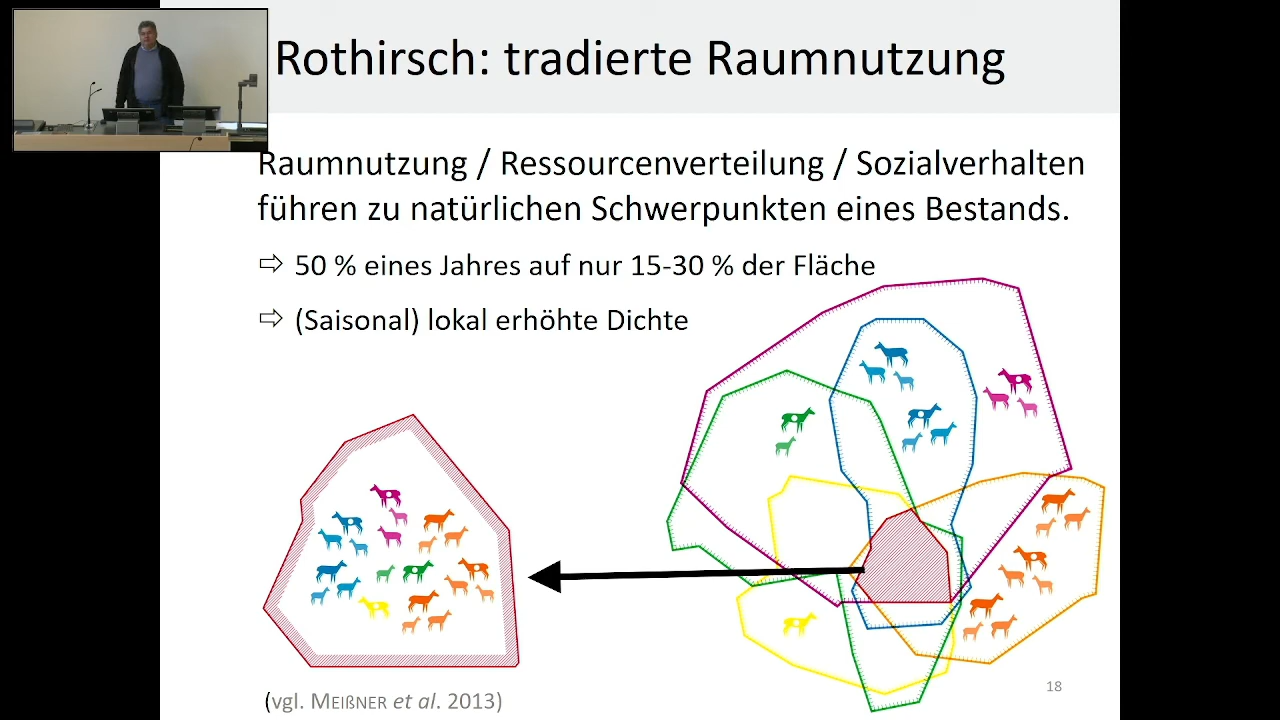 Rothirsch: tradierte Raumnutzung
Raumnutzung / Ressourcenverteilung / Sozialverhalten
führen zu natürlichen Schwerpunkten eines Bestands.
⇨ 50 % eines Jahres auf nur 15-30 % der Fläche
⇨ (Saisonal) lokal erhöhte Dichte
(vgl. MEIßNER et al. 2013)
18